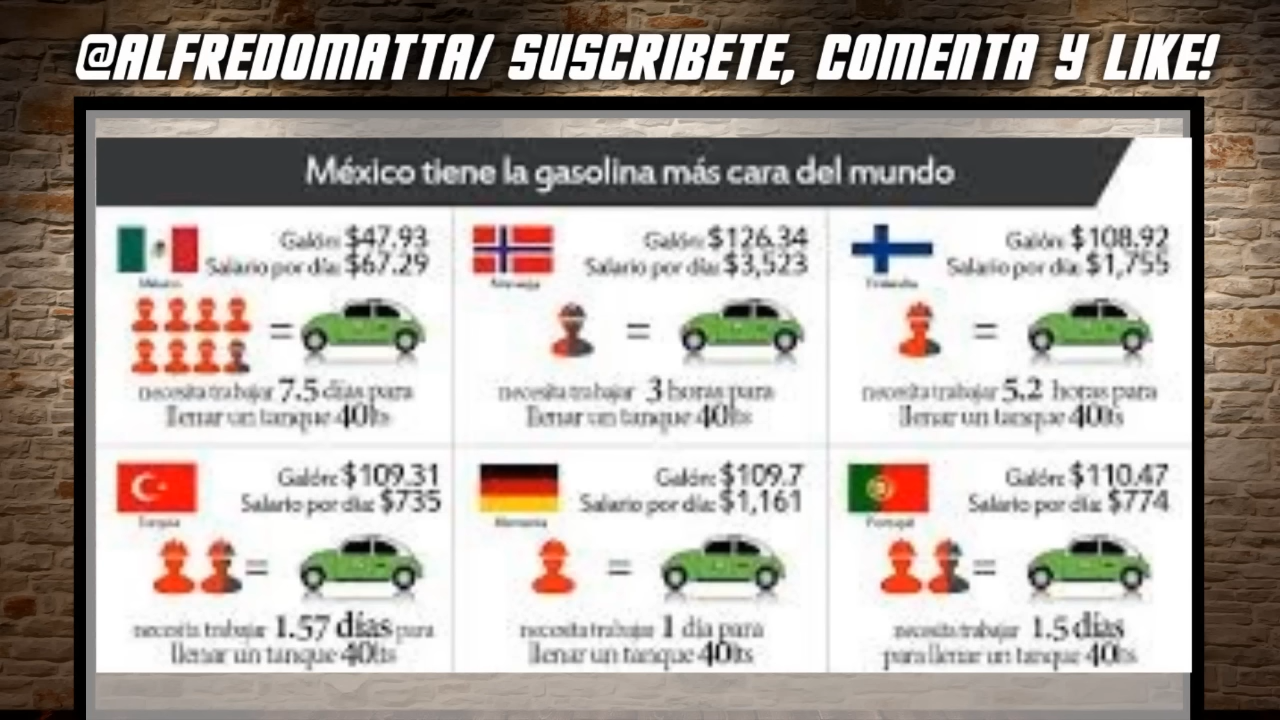 @ALFREDOMATTA/ SUSCRIBETE, COMENTA Y LIKE!
México tiene la gasolina más cara del mundo
Galón: $47.93
Salario por día: $67.29
México
=
necesita trabajar 7.5 días para
llenar un tanque 40lts
Galón: $126.34
Salario por día: $3,523
Noruega
=
necesita trabajar 3 horas para
llenar un tanque 40lts
Galón: $108.92
Salario por día: $1,755
Finlandia
=
necesita trabajar 5.2 horas para
llenar un tanque 40lts
Galón: $109.31
Salario por día: $735
Turquía
=
necesita trabajar 1.57 días para
llenar un tanque 40lts
Galón: $109.7
Salario por día: $1,161
Alemania
=
necesita trabajar 1 día para
llenar un tanque 40lts
Galón: $110.47
Salario por día: $774
Portugal
=
necesita trabajar 1.5 días
para llenar un tanque 40lts